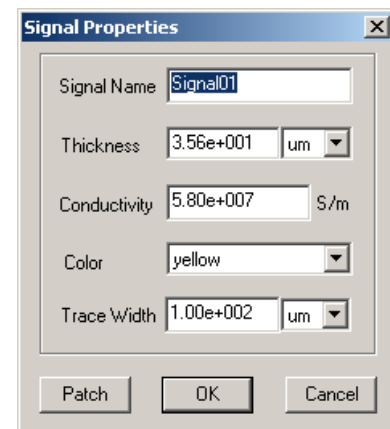 Signal Properties
Signal Name Signal01
Thickness 3.56e+001 um
Conductivity 5.80e+007 S/m
Color yellow
Trace Width 1.00e+002 um
Patch OK Cancel